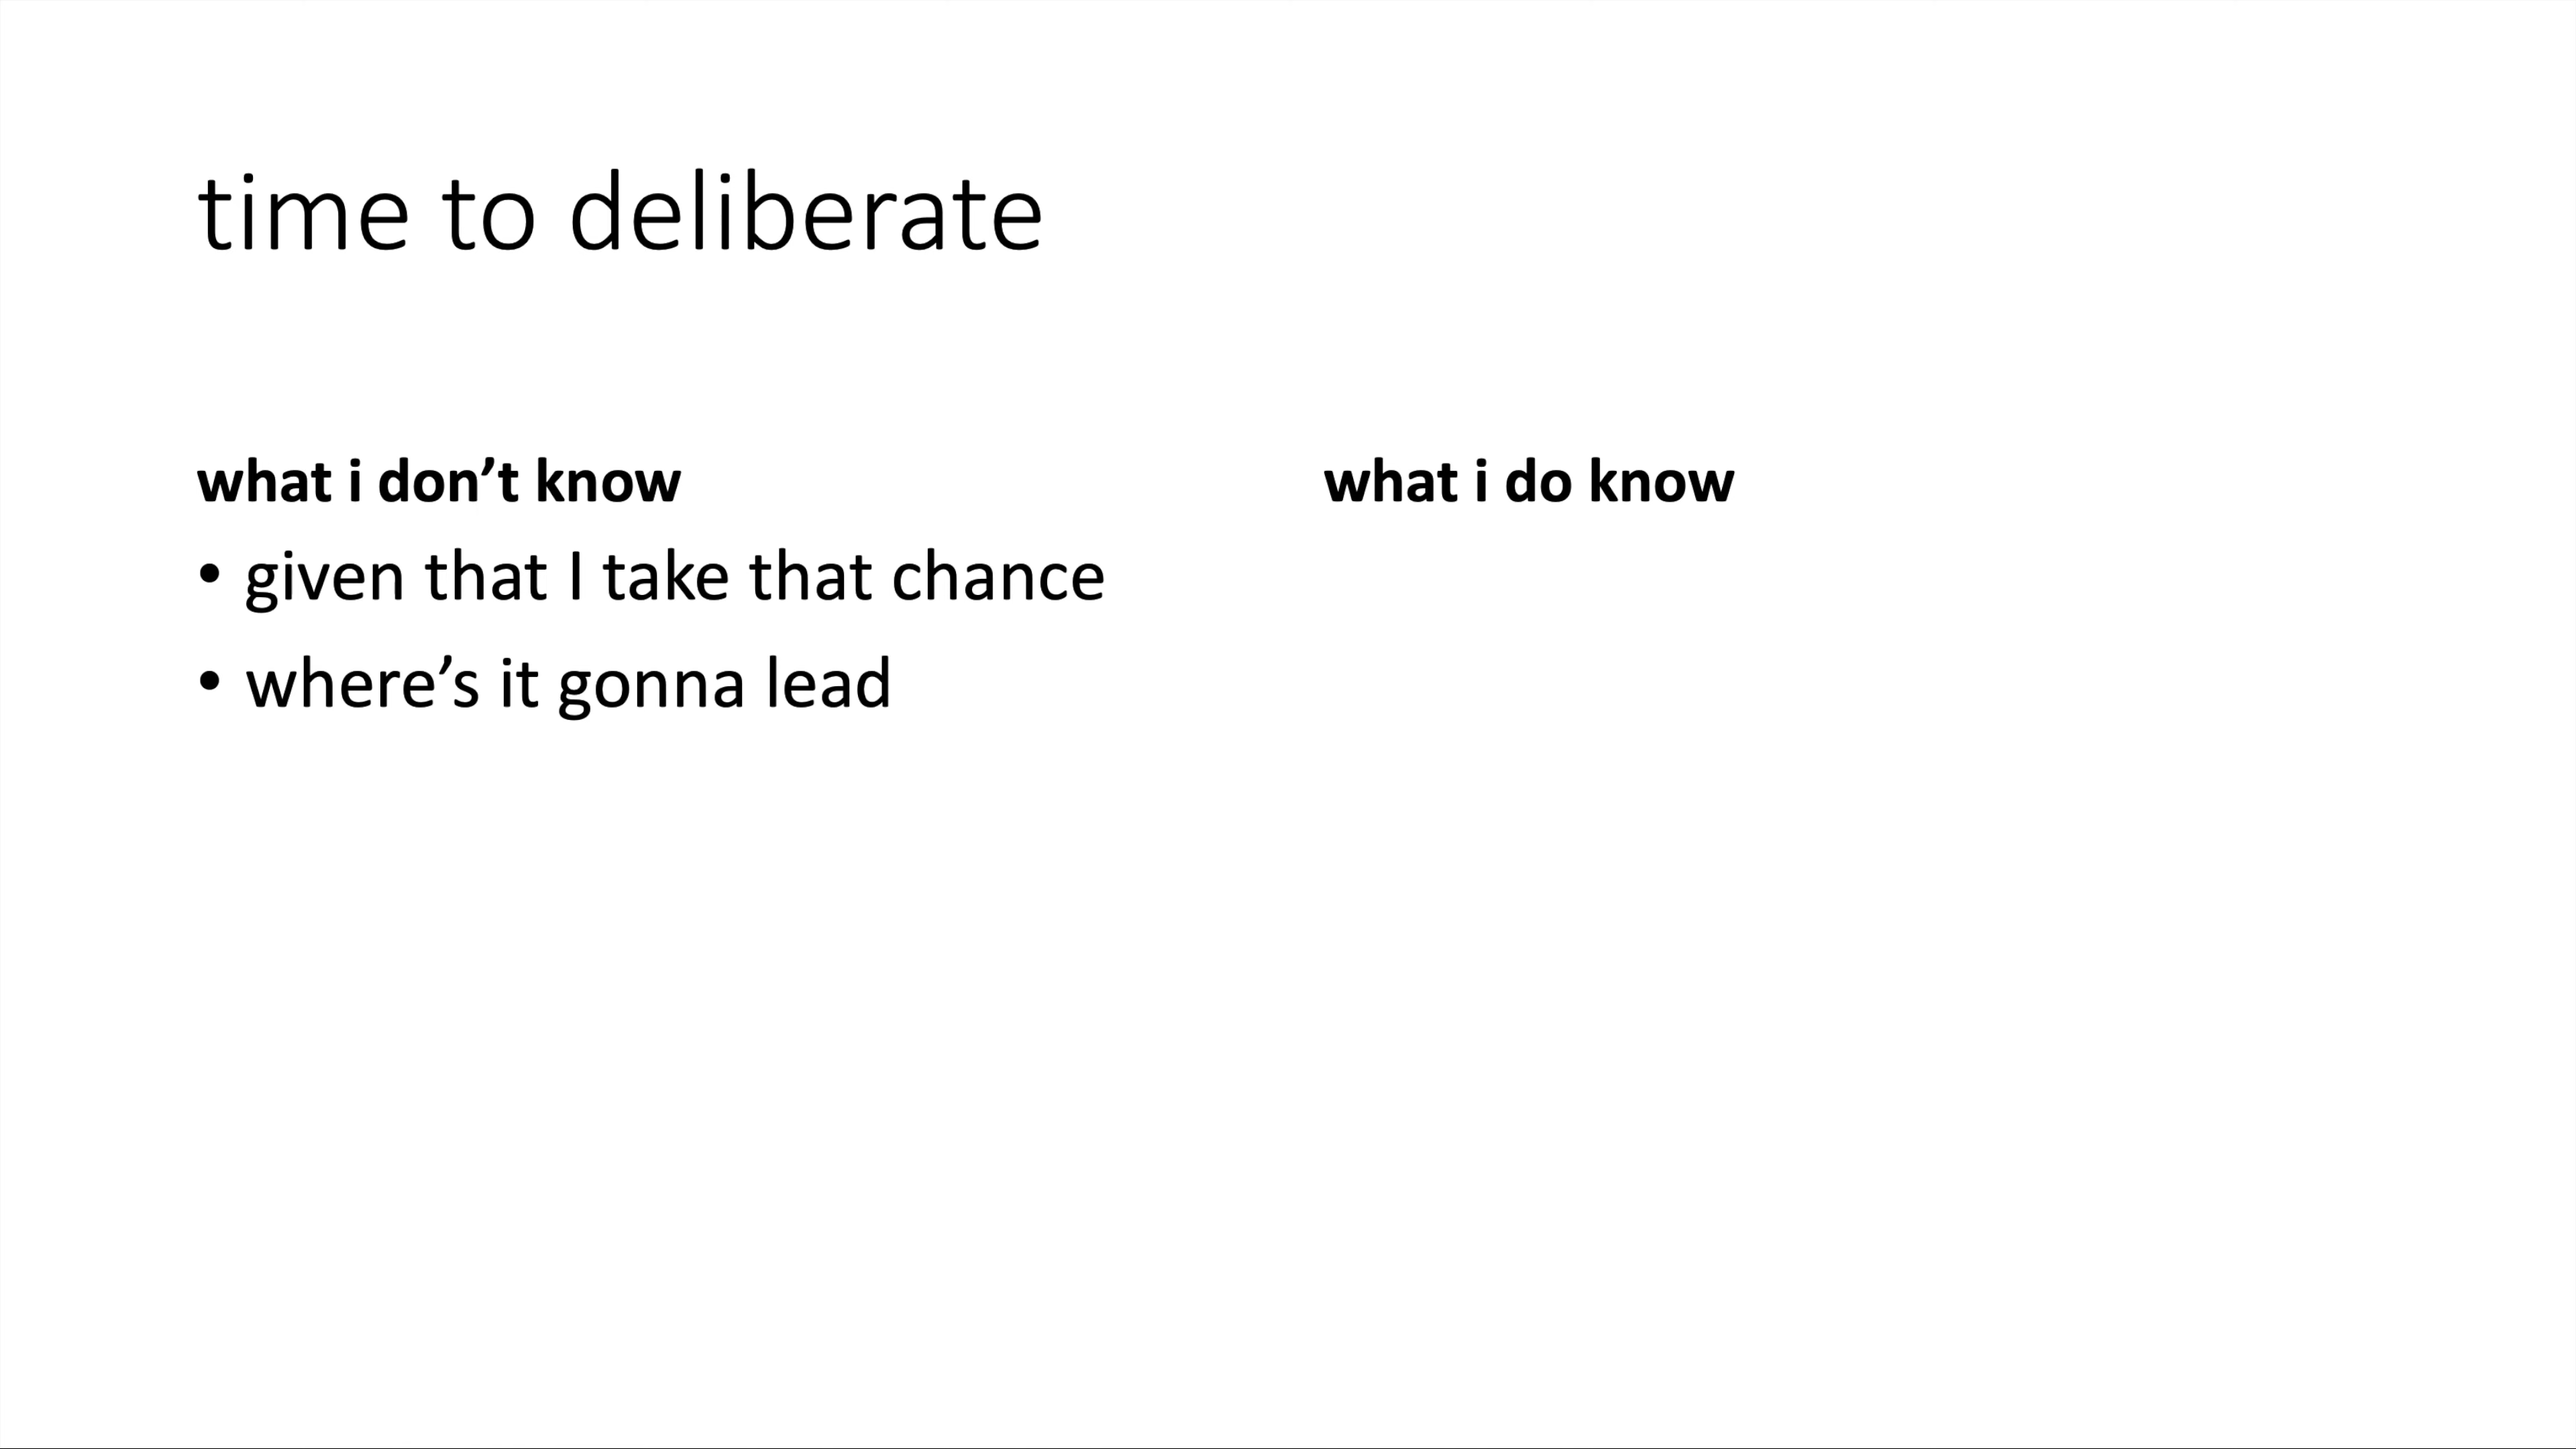 time to deliberate
what i don’t know
• given that I take that chance
• where’s it gonna lead
what i do know